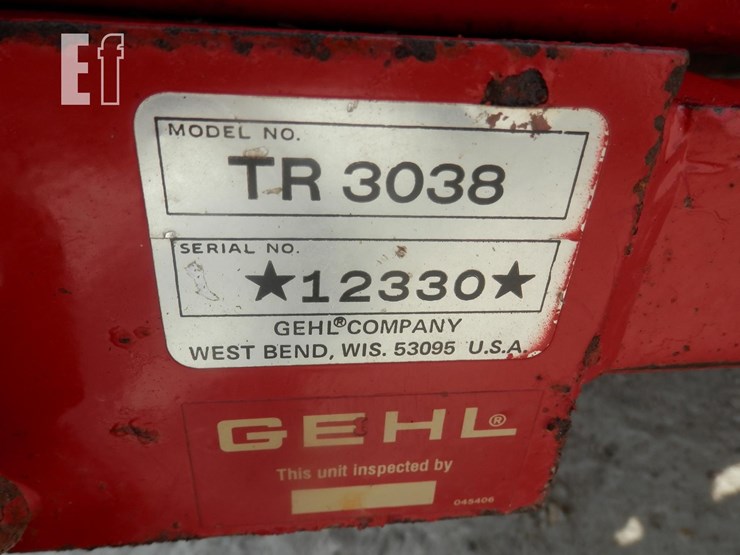 Ef
MODEL NO.
TR 3038
SERIAL NO.
★12330★
GEHL® COMPANY
WEST BEND, WIS. 53095 U.S.A.
GEHL®
This unit inspected by
045406